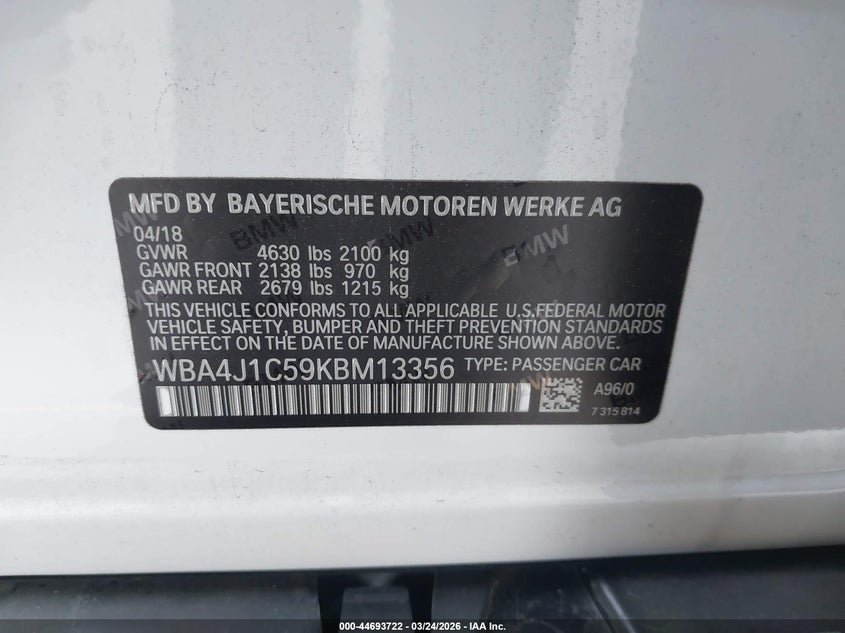 MFD BY BAYERISCHE MOTOREN WERKE AG
04/18
GVWR 4630 lbs 2100 kg
GAWR FRONT 2138 lbs 970 kg
GAWR REAR 2679 lbs 1215 kg
THIS VEHICLE CONFORMS TO ALL APPLICABLE U.S.FEDERAL MOTOR
VEHICLE SAFETY, BUMPER AND THEFT PREVENTION STANDARDS
IN EFFECT ON THE DATE OF MANUFACTURE SHOWN ABOVE.
WBA4J1C59KBM13356 TYPE: PASSENGER CAR
A96/0
7 315 814
BMW
BMW
BMW
000-44693722 — 03/24/2026 — IAA Inc.